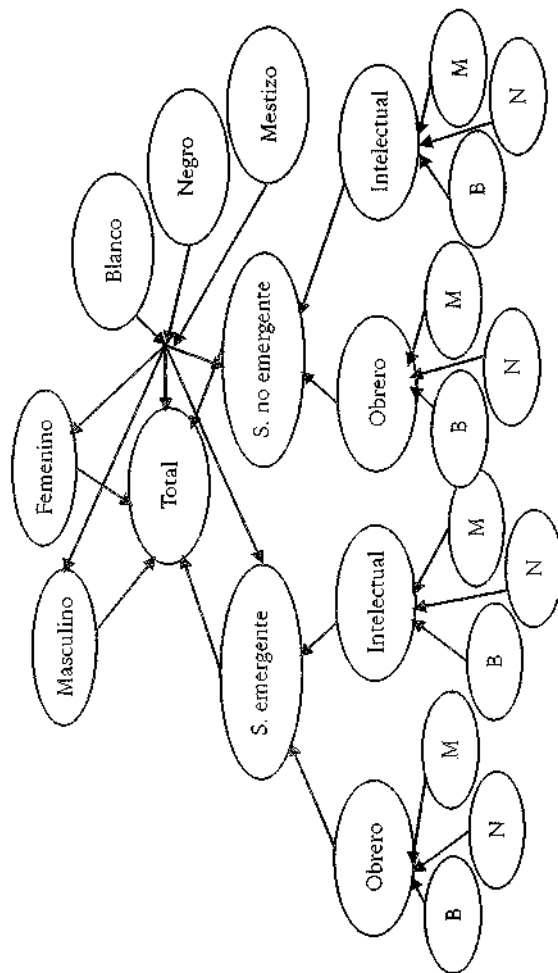 Masculino
Femenino
Blanco
Negro
Mestizo
Total
S. emergente
S. no emergente
Obrero
Intelectual
Obrero
Intelectual
B
N
M
B
N
M
B
N
M
B
N
M